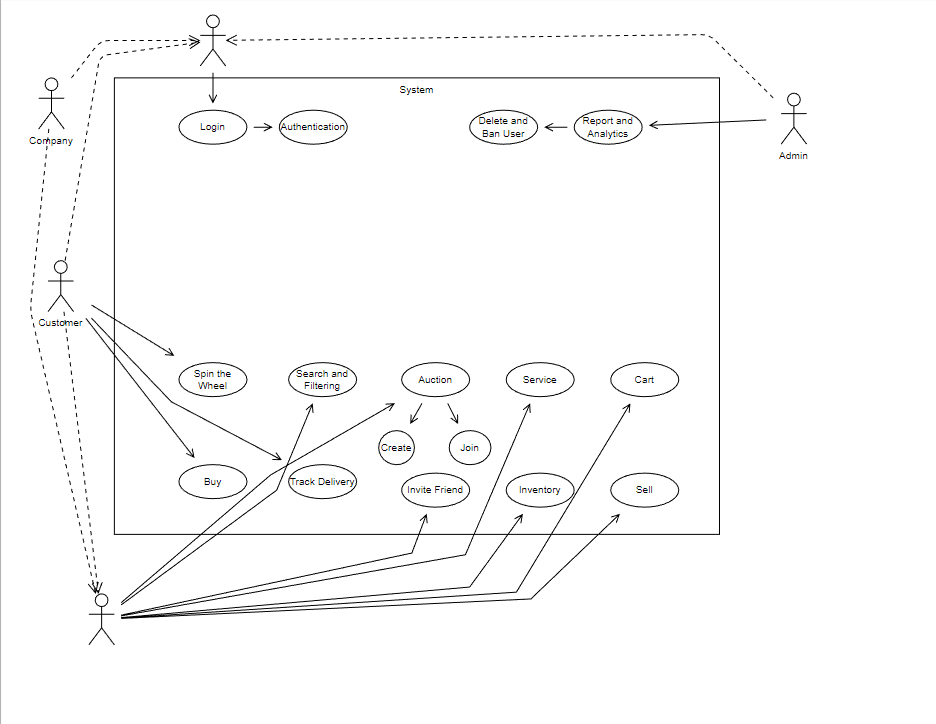 System
Login
Authentication
Delete and
Ban User
Report and
Analytics
Company
Admin
Customer
Spin the
Wheel
Search and
Filtering
Auction
Service
Cart
Create
Join
Buy
Track Delivery
Invite Friend
Inventory
Sell